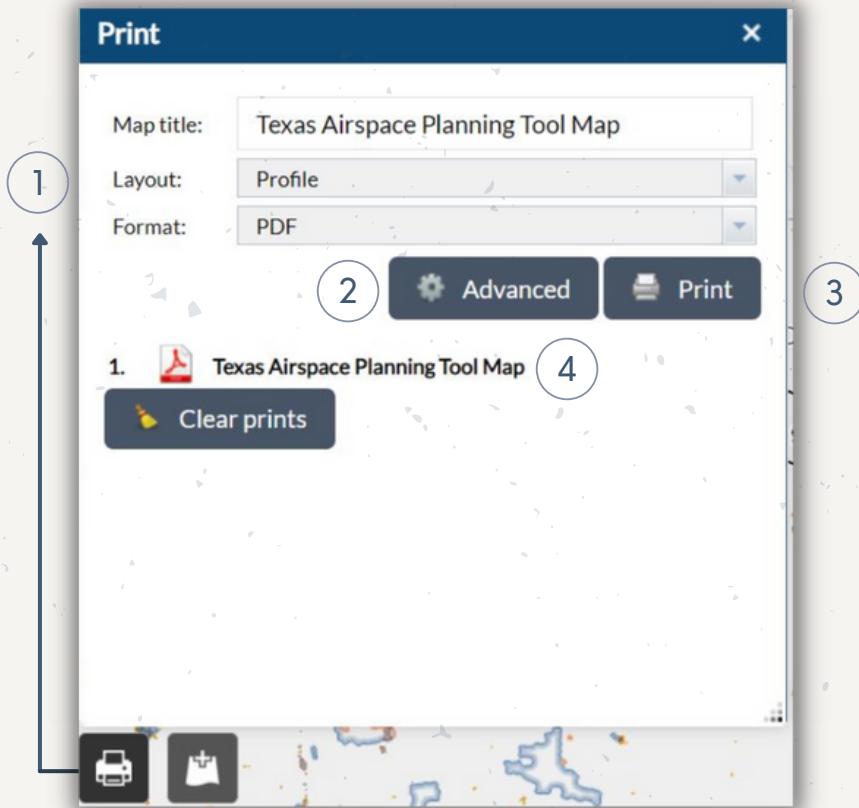 Print
Map title: Texas Airspace Planning Tool Map
1 Layout: Profile
Format: PDF
2 Advanced Print 3
1. Texas Airspace Planning Tool Map 4
Clear prints